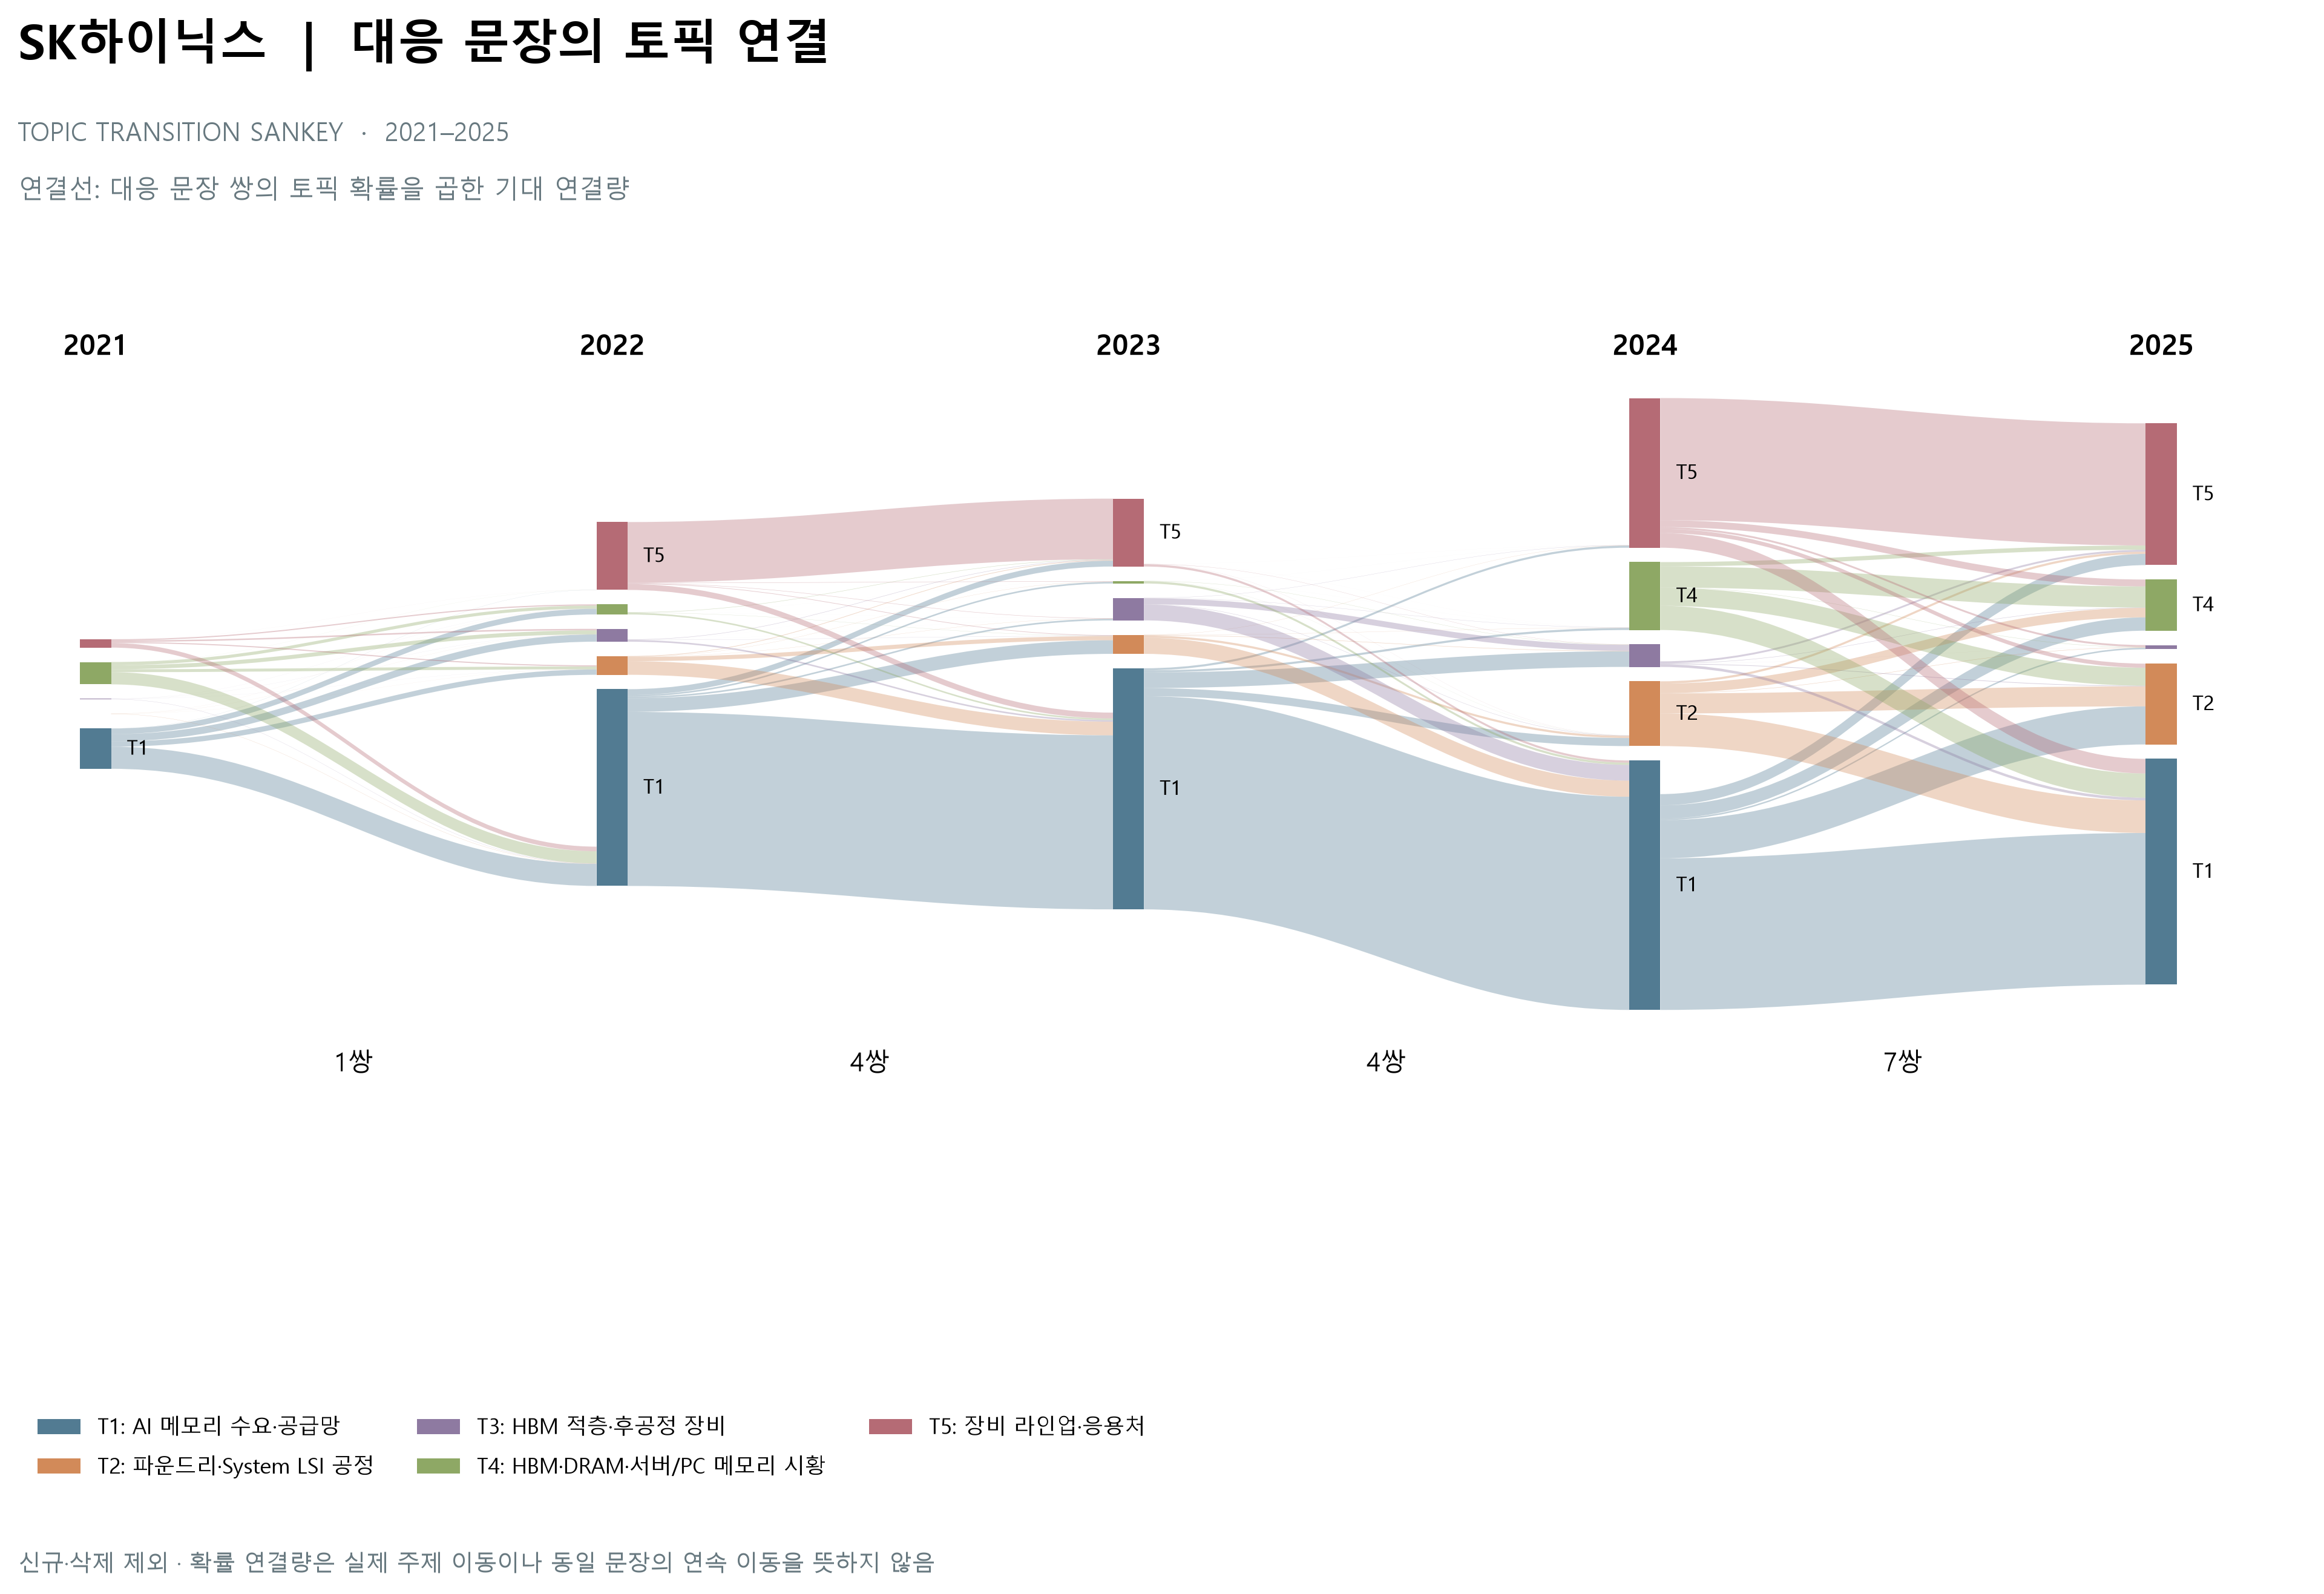 SK하이닉스 | 대응 문장의 토픽 연결
TOPIC TRANSITION SANKEY · 2021–2025
연결선: 대응 문장 쌍의 토픽 확률을 곱한 기대 연결량
2021 2022 2023 2024 2025
T5 T5 T5 T5
T4 T4
T2 T2
T1 T1 T1 T1 T1
1쌍 4쌍 4쌍 7쌍
T1: AI 메모리 수요·공급망 T3: HBM 적층·후공정 장비 T5: 장비 라인업·응용처
T2: 파운드리·System LSI 공정 T4: HBM·DRAM·서버/PC 메모리 시황
신규·삭제 제외 · 확률 연결량은 실제 주제 이동이나 동일 문장의 연속 이동을 뜻하지 않음